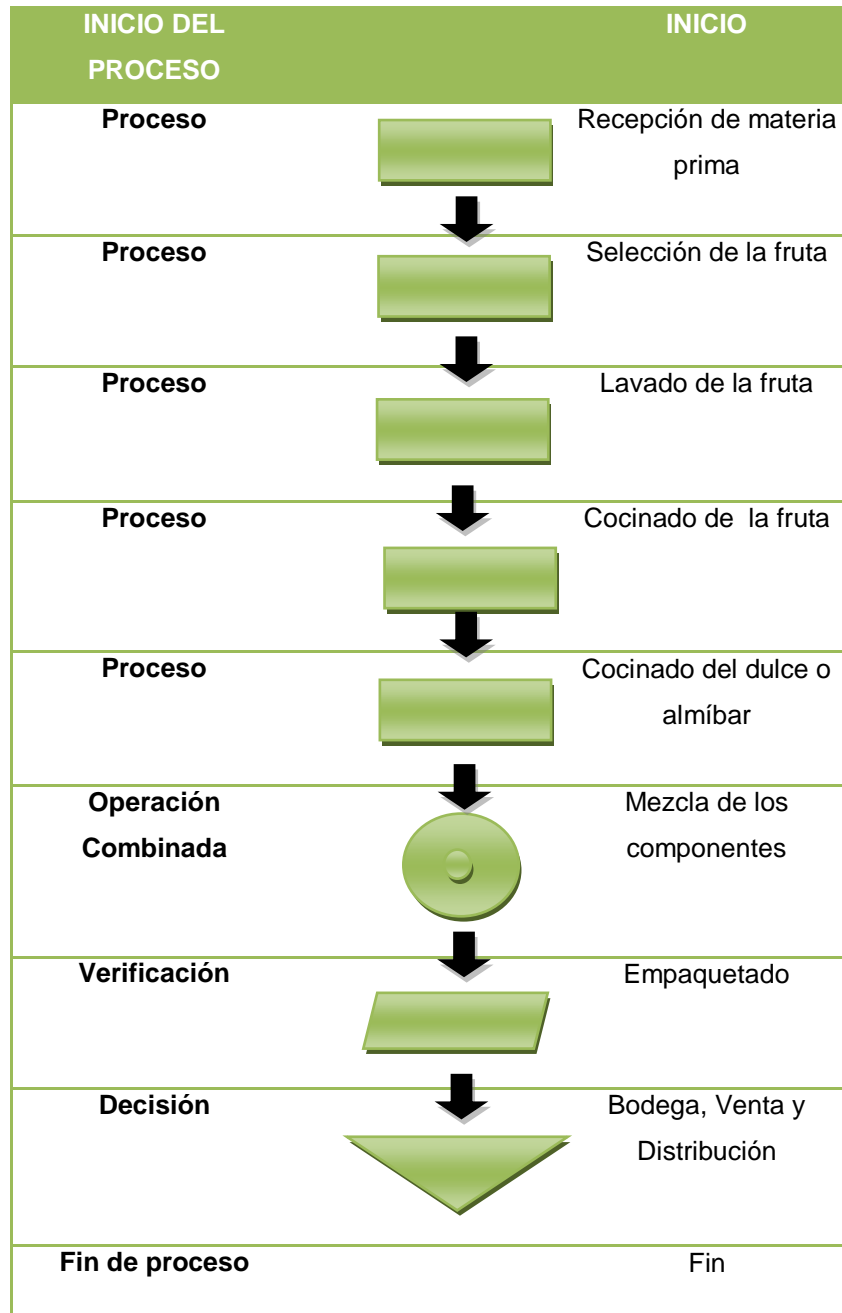 INICIO DEL
PROCESO
INICIO
Proceso
Recepción de materia
prima
Proceso
Selección de la fruta
Proceso
Lavado de la fruta
Proceso
Cocinado de la fruta
Proceso
Cocinado del dulce o
almíbar
Operación
Combinada
Mezcla de los
componentes
Verificación
Empaquetado
Decisión
Bodega, Venta y
Distribución
Fin de proceso
Fin